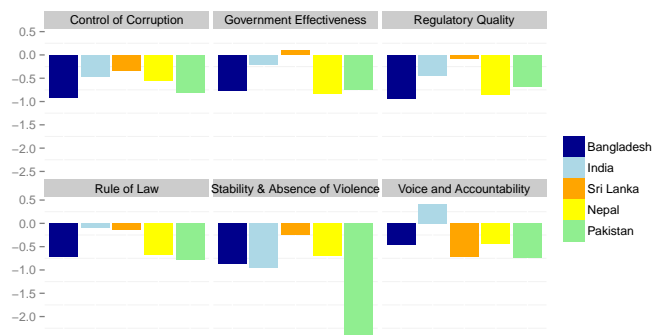 Control of Corruption
Government Effectiveness
Regulatory Quality
0.5
0.0
−0.5
−1.0
−1.5
−2.0
−2.5
Rule of Law
Stability & Absence of Violence
Voice and Accountability
0.5
0.0
−0.5
−1.0
−1.5
−2.0
Bangladesh
India
Sri Lanka
Nepal
Pakistan